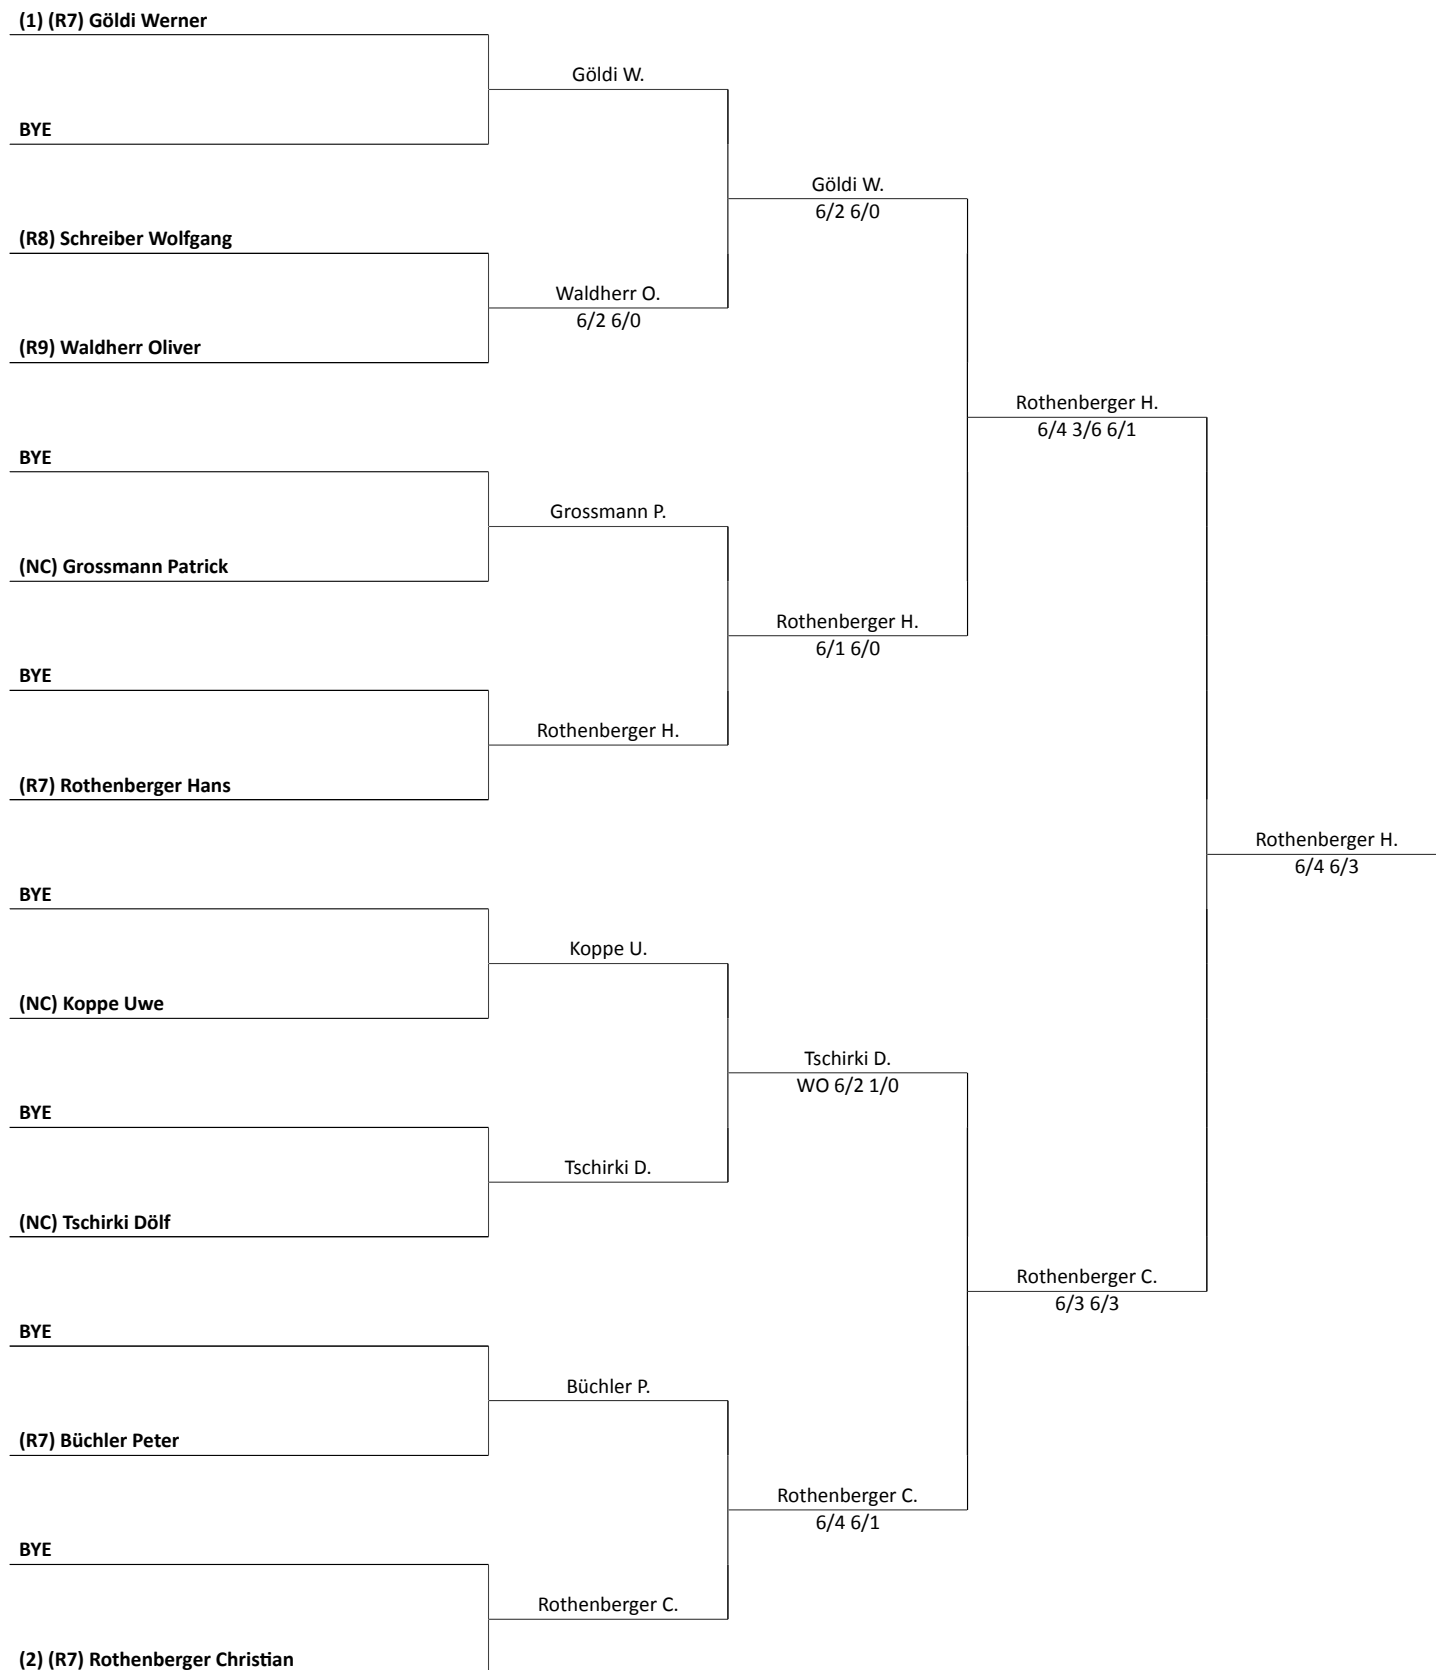 (1) (R7) Göldi Werner
Göldi W.
BYE
Göldi W.
6/2 6/0
(R8) Schreiber Wolfgang
Waldherr O.
6/2 6/0
(R9) Waldherr Oliver
Rothenberger H.
6/4 3/6 6/1
BYE
Grossmann P.
(NC) Grossmann Patrick
Rothenberger H.
6/1 6/0
BYE
Rothenberger H.
(R7) Rothenberger Hans
Rothenberger H.
6/4 6/3
BYE
Koppe U.
(NC) Koppe Uwe
Tschirki D.
WO 6/2 1/0
BYE
Tschirki D.
(NC) Tschirki Dölf
Rothenberger C.
6/3 6/3
BYE
Büchler P.
(R7) Büchler Peter
Rothenberger C.
6/4 6/1
BYE
Rothenberger C.
(2) (R7) Rothenberger Christian